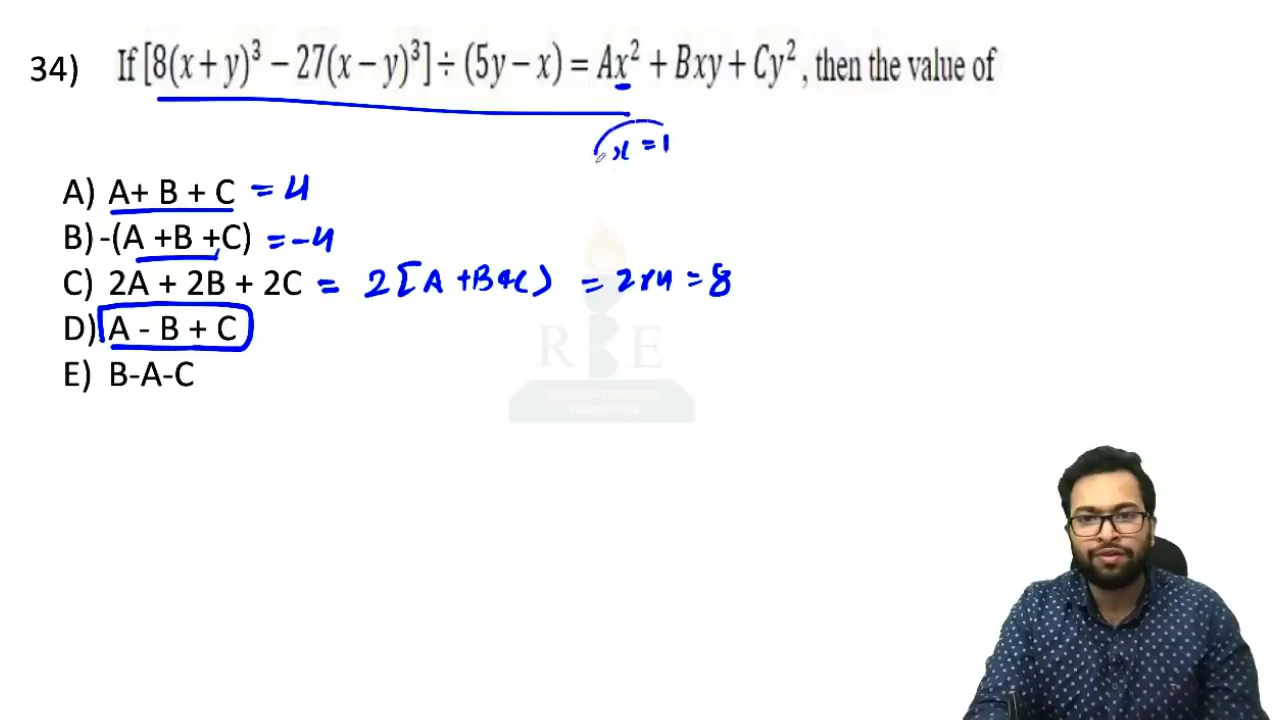 34) If [8(x + y)³ − 27(x − y)³] ÷ (5y − x) = Ax² + Bxy + Cy² , then the value of
x = 1
A) A+ B + C = 4
B) -(A +B +C) = -4
C) 2A + 2B + 2C = 2[A +B+C) = 2×4 = 8
D) A - B + C
E) B-A-C
R B E